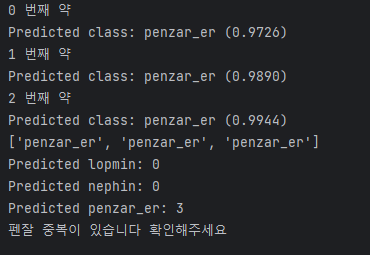 0 번째 약
Predicted class: penzar_er (0.9726)
1 번째 약
Predicted class: penzar_er (0.9890)
2 번째 약
Predicted class: penzar_er (0.9944)
['penzar_er', 'penzar_er', 'penzar_er']
Predicted lopmin: 0
Predicted nephin: 0
Predicted penzar_er: 3
펜잘 중복이 있습니다 확인해주세요